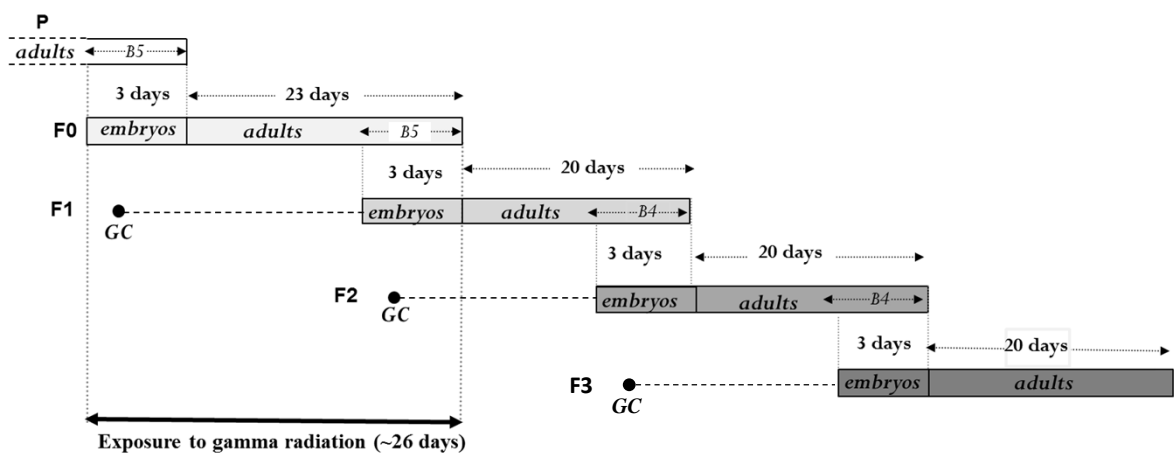 P
adults B5
3 days 23 days
F0 embryos adults B5
3 days 20 days
F1 embryos adults B4
GC
3 days 20 days
F2 embryos adults B4
GC
3 days 20 days
F3 embryos adults
GC
Exposure to gamma radiation (~26 days)